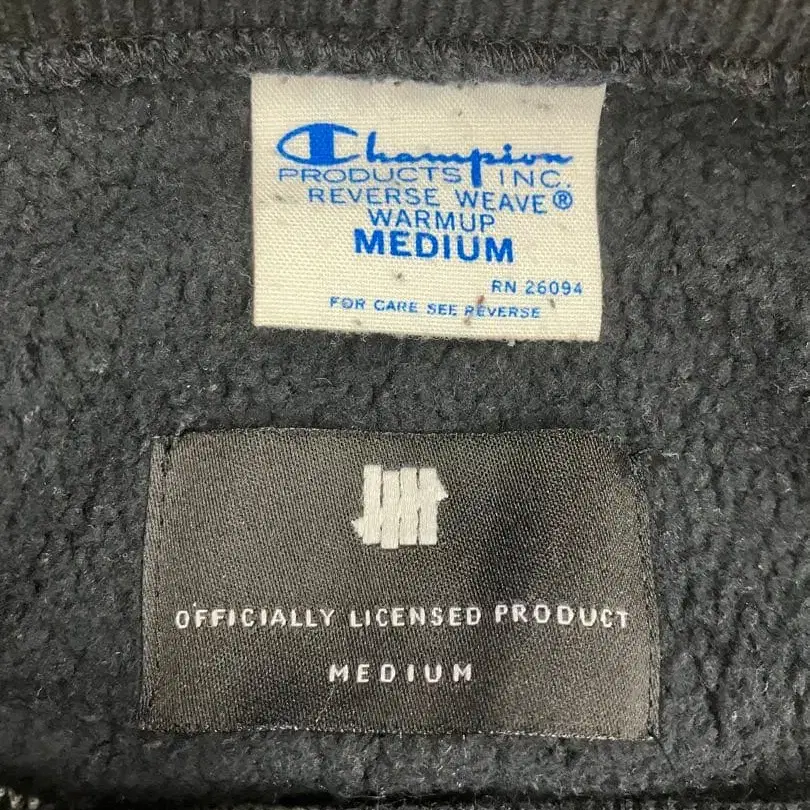 Champion
PRODUCTS INC.
REVERSE WEAVE®
WARMUP
MEDIUM
RN 26094
FOR CARE SEE REVERSE
OFFICIALLY LICENSED PRODUCT
MEDIUM